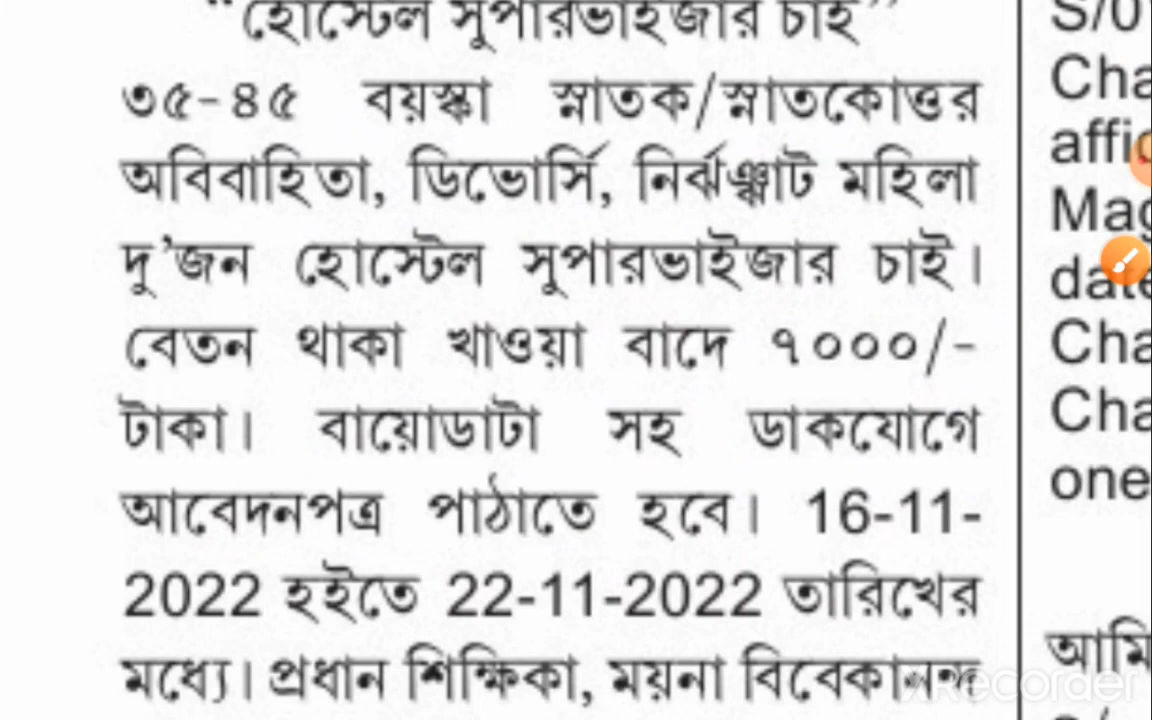 “হোস্টেল সুপারভাইজার চাই”
৩৫-৪৫ বয়স্কা স্নাতক/স্নাতকোত্তর
অবিবাহিতা, ডিভোর্সি, নির্ঝঞ্ঝাট মহিলা
দু’জন হোস্টেল সুপারভাইজার চাই।
বেতন থাকা খাওয়া বাদে ৭০০০/-
টাকা। বায়োডাটা সহ ডাকযোগে
আবেদনপত্র পাঠাতে হবে। 16-11-
2022 হইতে 22-11-2022 তারিখের
মধ্যে। প্রধান শিক্ষিকা, ময়না বিবেকানন্দ
S/0
Cha
affi
Mag
date
Cha
Cha
one
আমি
Recorder